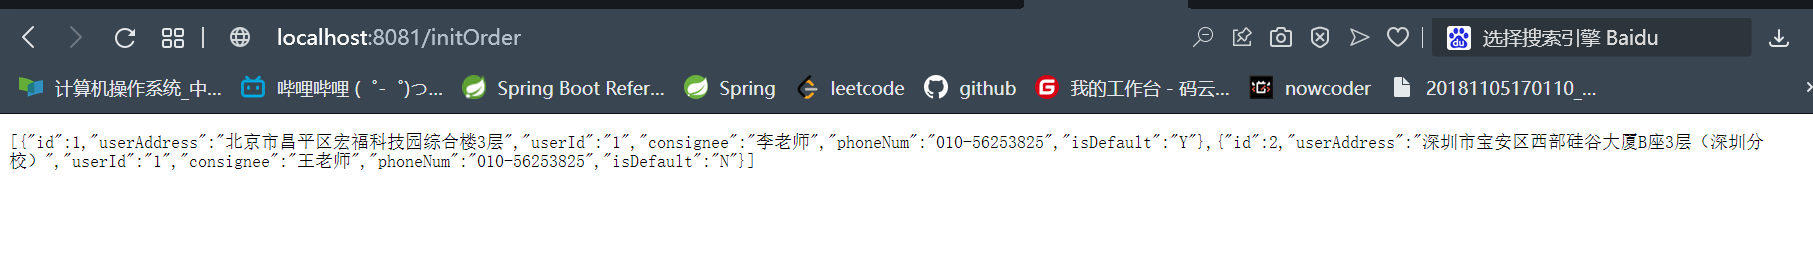 localhost:8081/initOrder
选择搜索引擎 Baidu
计算机操作系统_中...
哔哩哔哩 (゜-゜)つ...
Spring Boot Refer...
Spring
leetcode
github
我的工作台 - 码云...
nowcoder
20181105170110_...
[{"id":1,"userAddress":"北京市昌平区宏福科技园综合楼3层","userId":"1","consignee":"李老师","phoneNum":"010-56253825","isDefault":"Y"},{"id":2,"userAddress":"深圳市宝安区西部硅谷大厦B座3层（深圳分
校）","userId":"1","consignee":"王老师","phoneNum":"010-56253825","isDefault":"N"}]